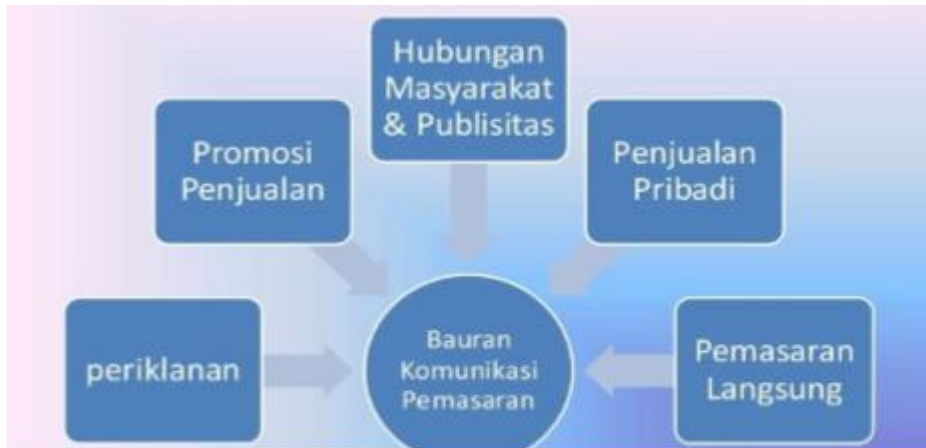 Hubungan
Masyarakat
& Publisitas
Promosi
Penjualan
Penjualan
Pribadi
periklanan
Bauran
Komunikasi
Pemasaran
Pemasaran
Langsung